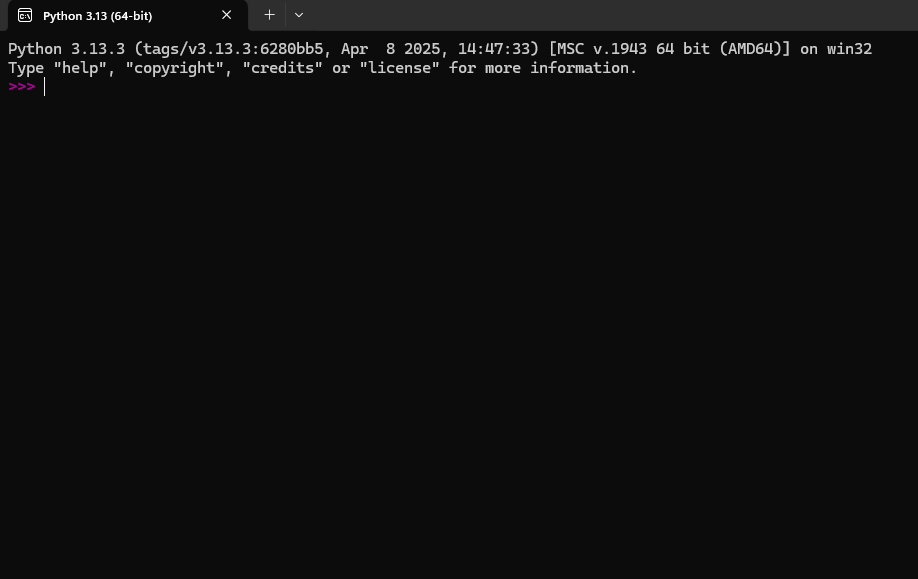 Python 3.13 (64-bit)
Python 3.13.3 (tags/v3.13.3:6280bb5, Apr  8 2025, 14:47:33) [MSC v.1943 64 bit (AMD64)] on win32
Type "help", "copyright", "credits" or "license" for more information.
>>>